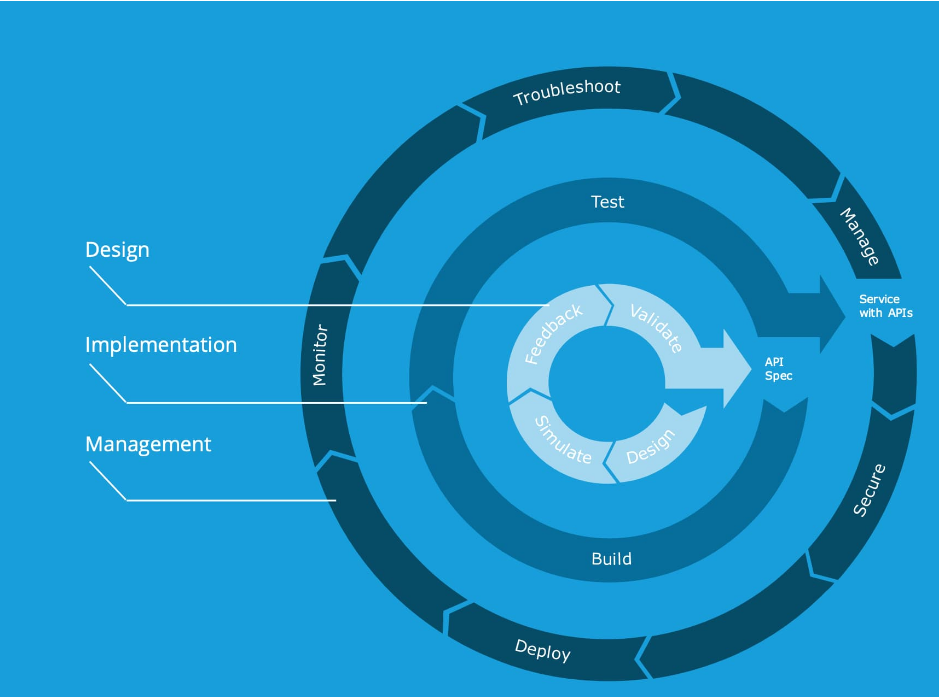 Troubleshoot
Test
Manage
Design
Service
with APIs
Feedback
Validate
Implementation
Monitor
API
Spec
Management
Simulate
Design
Secure
Build
Deploy